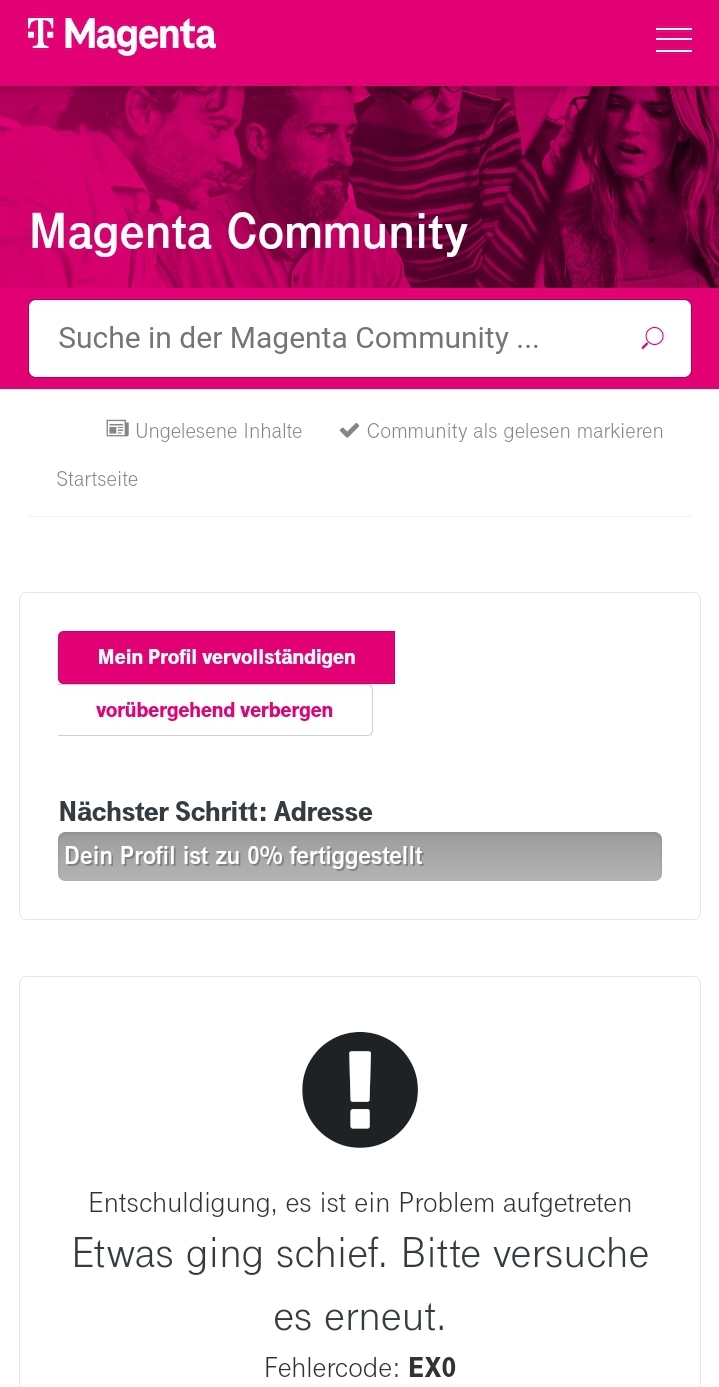 T Magenta
Magenta Community
Suche in der Magenta Community ...
Ungelesene Inhalte Community als gelesen markieren
Startseite
Mein Profil vervollständigen
vorübergehend verbergen
Nächster Schritt: Adresse
Dein Profil ist zu 0% fertiggestellt
Entschuldigung, es ist ein Problem aufgetreten
Etwas ging schief. Bitte versuche
es erneut.
Fehlercode: EX0